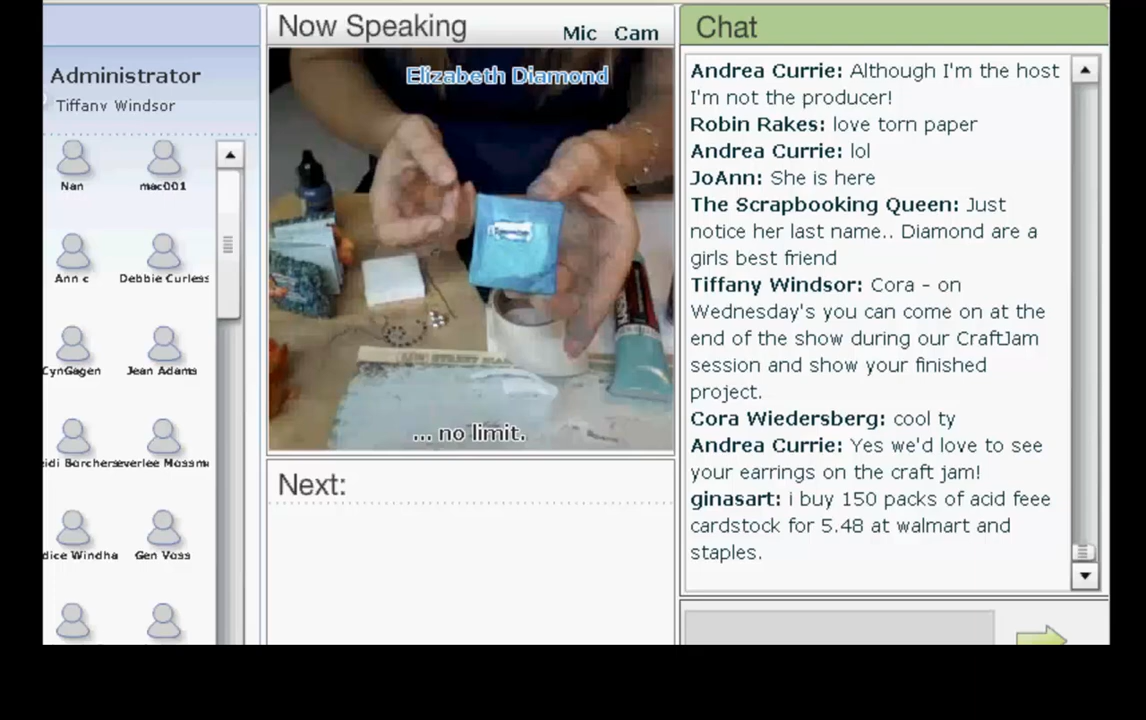 Administrator
Tiffany Windsor
Nan
mac001
Ann c
Debbie Curless
CynGagen
Jean Adams
idi Borchers
everlee Mossm
dice Windha
Gen Voss
Now Speaking
Mic Cam
Elizabeth Diamond
... no limit.
Next:
Chat
Andrea Currie: Although I'm the host
I'm not the producer!
Robin Rakes: love torn paper
Andrea Currie: lol
JoAnn: She is here
The Scrapbooking Queen: Just
notice her last name.. Diamond are a
girls best friend
Tiffany Windsor: Cora - on
Wednesday's you can come on at the
end of the show during our CraftJam
session and show your finished
project.
Cora Wiedersberg: cool ty
Andrea Currie: Yes we'd love to see
your earrings on the craft jam!
ginasart: i buy 150 packs of acid feee
cardstock for 5.48 at walmart and
staples.